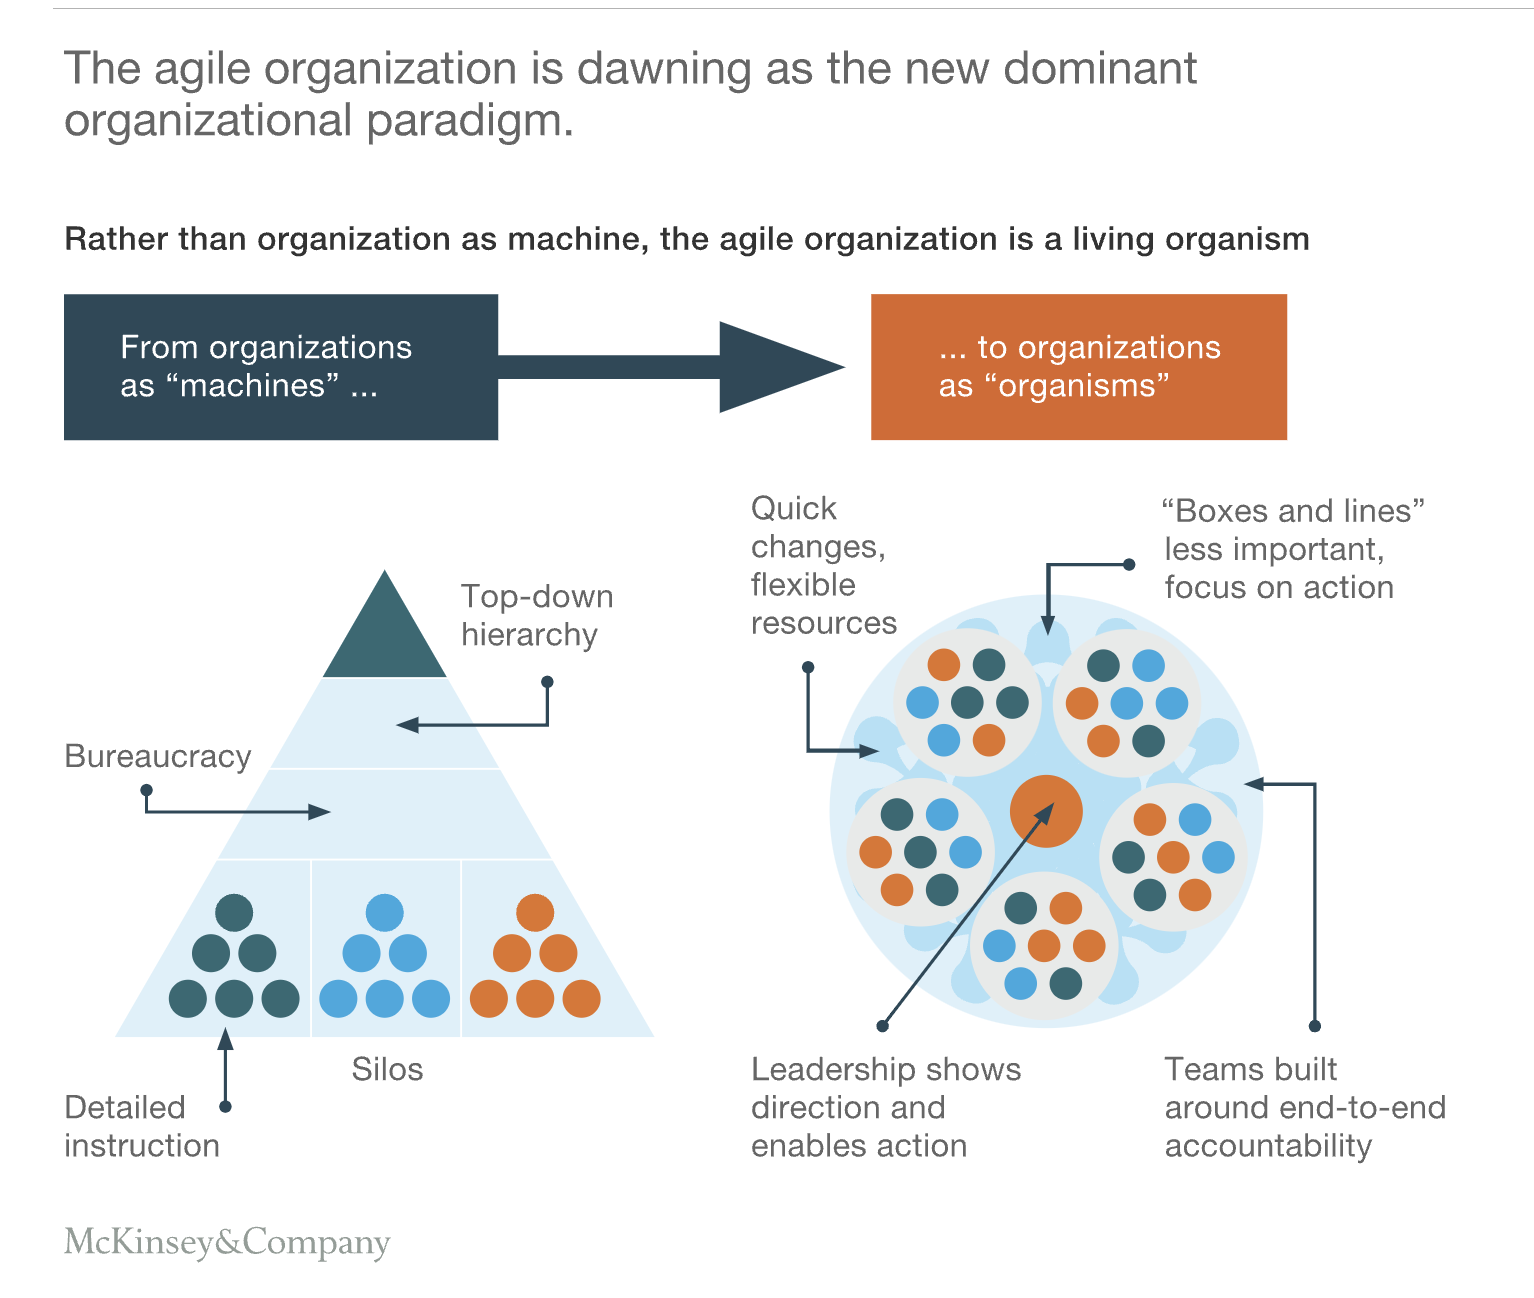 The agile organization is dawning as the new dominant
organizational paradigm.
Rather than organization as machine, the agile organization is a living organism
From organizations
as “machines” ...
... to organizations
as “organisms”
Top-down
hierarchy
Bureaucracy
Silos
Detailed
instruction
Quick
changes,
flexible
resources
“Boxes and lines”
less important,
focus on action
Leadership shows
direction and
enables action
Teams built
around end-to-end
accountability
McKinsey&Company